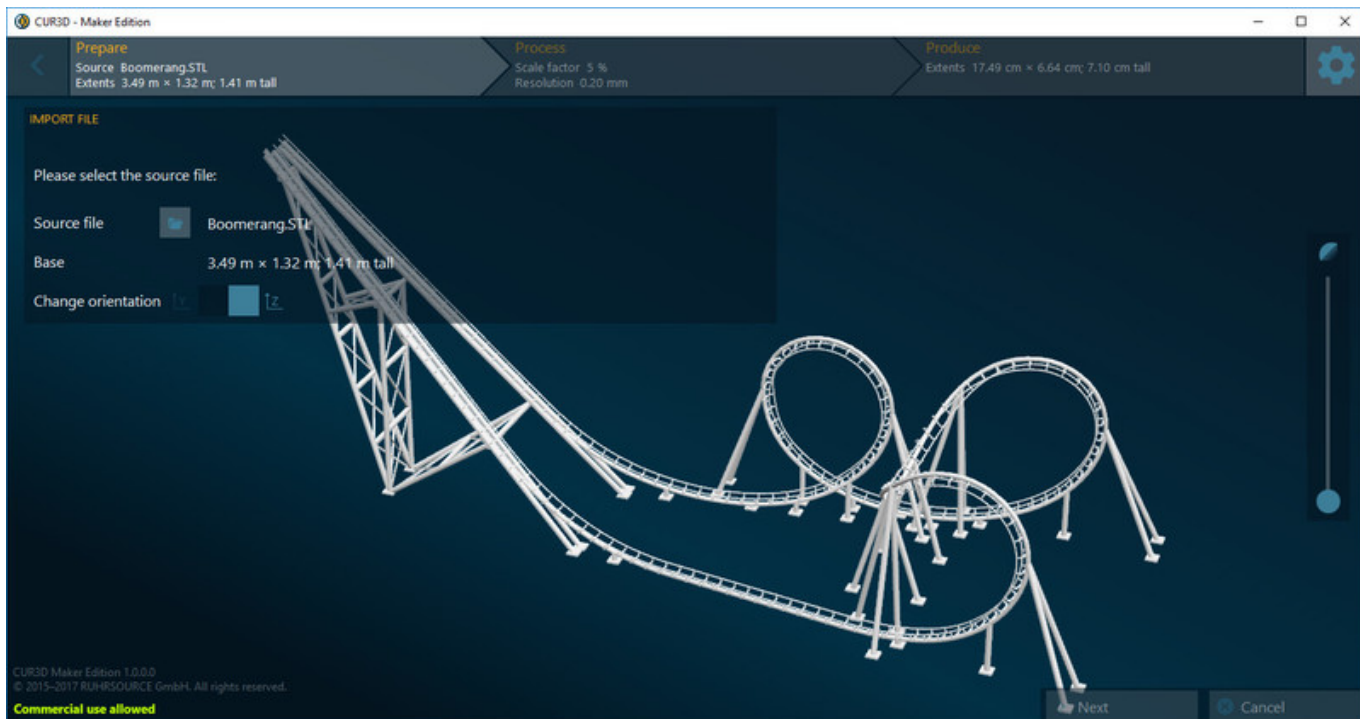 CUR3D - Maker Edition
Prepare
Source Boomerang.STL
Extents 3.49 m × 1.32 m; 1.41 m tall
Process
Scale factor 5 %
Resolution 0.20 mm
Produce
Extents 17.49 cm × 6.64 cm; 7.10 cm tall
IMPORT FILE
Please select the source file:
Source file Boomerang.STL
Base 3.49 m × 1.32 m; 1.41 m tall
Change orientation Y Z
CUR3D Maker Edition 1.0.0.0
© 2015–2017 RUHRSOURCE GmbH. All rights reserved.
Commercial use allowed
Next Cancel